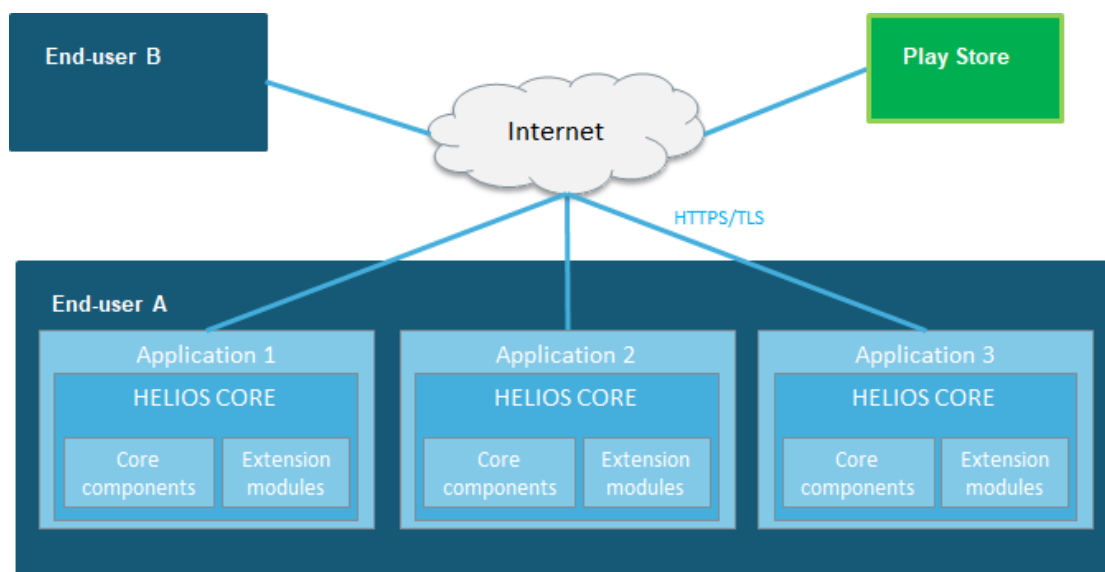 End-user B
Play Store
Internet
HTTPS/TLS
End-user A
Application 1
Application 2
Application 3
HELIOS CORE
HELIOS CORE
HELIOS CORE
Core
components
Extension
modules
Core
components
Extension
modules
Core
components
Extension
modules